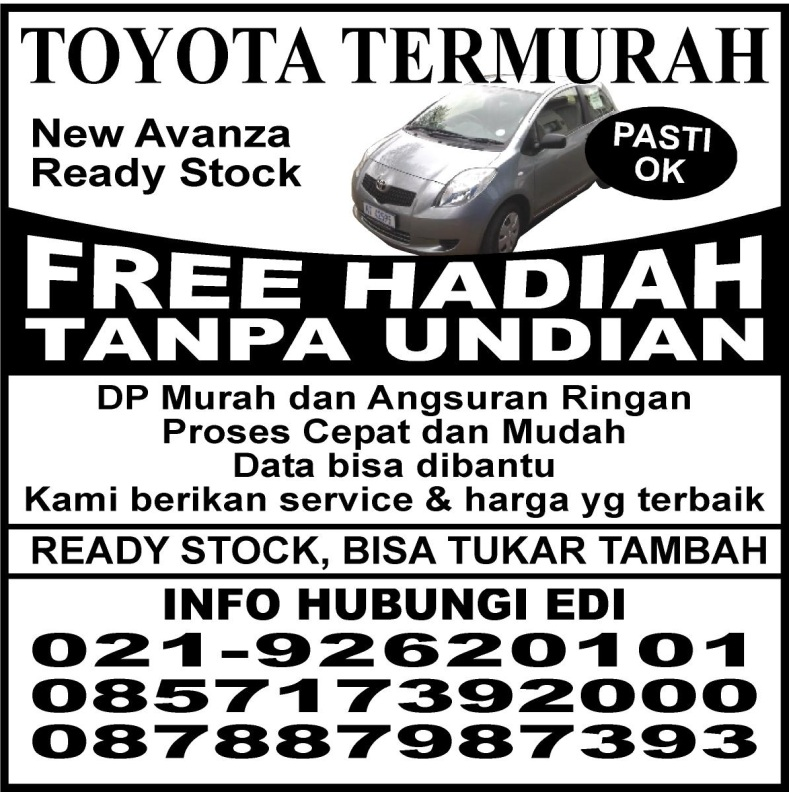 TOYOTA TERMURAH
New Avanza
Ready Stock
PASTI
OK
FREE HADIAH
TANPA UNDIAN
DP Murah dan Angsuran Ringan
Proses Cepat dan Mudah
Data bisa dibantu
Kami berikan service & harga yg terbaik
READY STOCK, BISA TUKAR TAMBAH
INFO HUBUNGI EDI
021-92620101
085717392000
087887987393